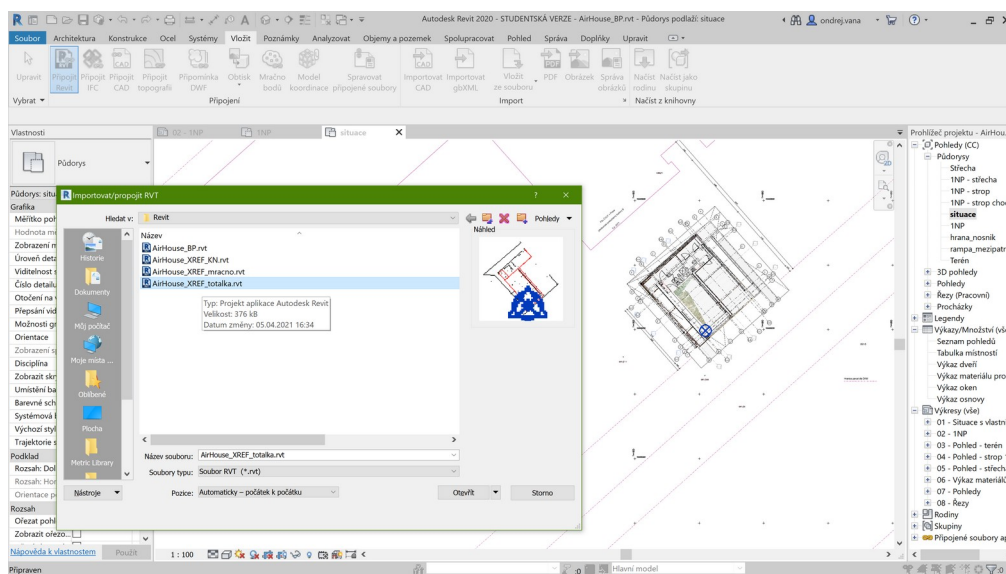 Autodesk Revit 2020 - STUDENTSKÁ VERZE - AirHouse_BP.rvt - Půdorys podlaží: situace
ondrej.vana
Soubor Architektura Konstrukce Ocel Systémy Vložit Poznámky Analyzovat Objemy a pozemek Spolupracovat Pohled Správa Doplňky Upravit
Upravit Připojit Připojit Připojit Připojit Připomínka Obtisk Mračno Model Spravovat Importovat Importovat Vložit PDF Obrázek Správa Načíst Načíst jako
Revit IFC CAD topografii DWF bodů koordinace připojené soubory CAD gbXML ze souboru obrázků rodinu skupinu
Vybrat Připojení Import Načíst z knihovny
Vlastnosti
02 - 1NP 1NP situace X
Prohlížeč projektu - AirHou
Půdorys
Půdorys: situ
Grafika
Měřítko poh
Hodnota m
Zobrazení m
Úroveň deta
Viditelnost s
Číslo detailu
Otočení na v
Přepsání vid
Možnosti gr
Orientace
Zobrazení s
Disciplína
Zobrazit skr
Umístění ba
Barevné sch
Systémová b
Výchozí styl
Trajektorie s
Podklad
Rozsah: Dol
Rozsah: Hor
Orientace p
Rozsah
Ořezat pohl
Zobrazit ořezo...
Nápověda k vlastnostem Použít
Připraven
Importovat/propojit RVT ? ×
Hledat v: Revit Pohledy
Název
AirHouse_BP.rvt
AirHouse_XREF_KN.rvt
AirHouse_XREF_mracno.rvt
AirHouse_XREF_totalka.rvt
Typ: Projekt aplikace Autodesk Revit
Velikost: 376 kB
Datum změny: 05.04.2021 16:34
Náhled
Historie
Dokumenty
Můj počítač
Moje místa ...
Oblíbené
Plocha
Metric Library
Název souboru: AirHouse_XREF_totalka.rvt
Soubory typu: Soubor RVT (*.rvt)
Nástroje Pozice: Automaticky – počátek k počátku Otevřít Storno
1 : 100
:0 Hlavní model :0
Pohledy (CC)
Půdorysy
Střecha
1NP - střecha
1NP - strop
1NP - strop chod
situace
1NP
hrana_nosnik
rampa_mezipatr
Terén
3D pohledy
Pohledy
Řezy (Pracovní)
Procházky
Legendy
Výkazy/Množství (vše
Seznam pohledů
Tabulka místností
Výkaz dveří
Výkaz materiálu pro
Výkaz oken
Výkaz osnovy
Výkresy (vše)
01 - Situace s vlastn
02 - 1NP
03 - Pohled - terén
04 - Pohled - strop 1
05 - Pohled - střech
06 - Výkaz materiálů
07 - Pohledy
08 - Řezy
Rodiny
Skupiny
Připojené soubory ap